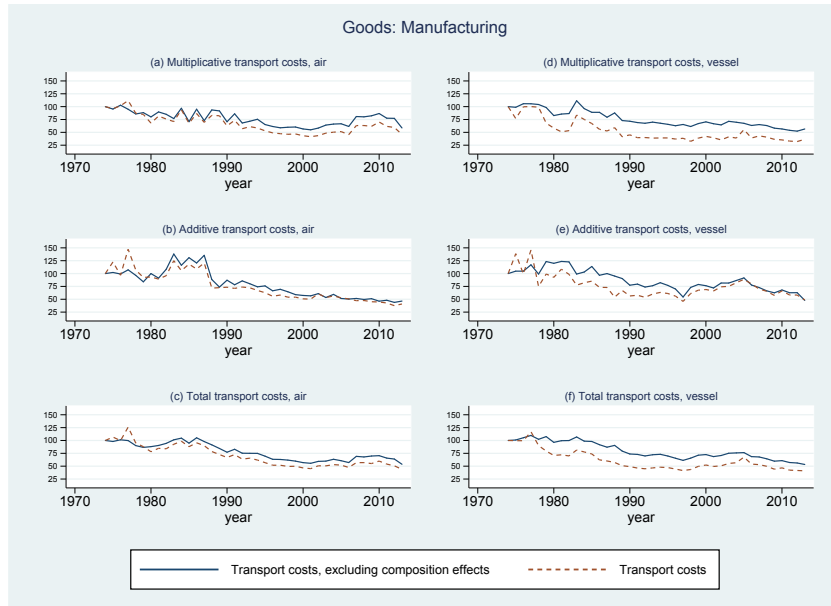 Goods: Manufacturing
(a) Multiplicative transport costs, air
150
125
100
75
50
25
1970 1980 1990 2000 2010
year
(d) Multiplicative transport costs, vessel
150
125
100
75
50
25
1970 1980 1990 2000 2010
year
(b) Additive transport costs, air
150
125
100
75
50
25
1970 1980 1990 2000 2010
year
(e) Additive transport costs, vessel
150
125
100
75
50
25
1970 1980 1990 2000 2010
year
(c) Total transport costs, air
150
125
100
75
50
25
1970 1980 1990 2000 2010
year
(f) Total transport costs, vessel
150
125
100
75
50
25
1970 1980 1990 2000 2010
year
Transport costs, excluding composition effects Transport costs